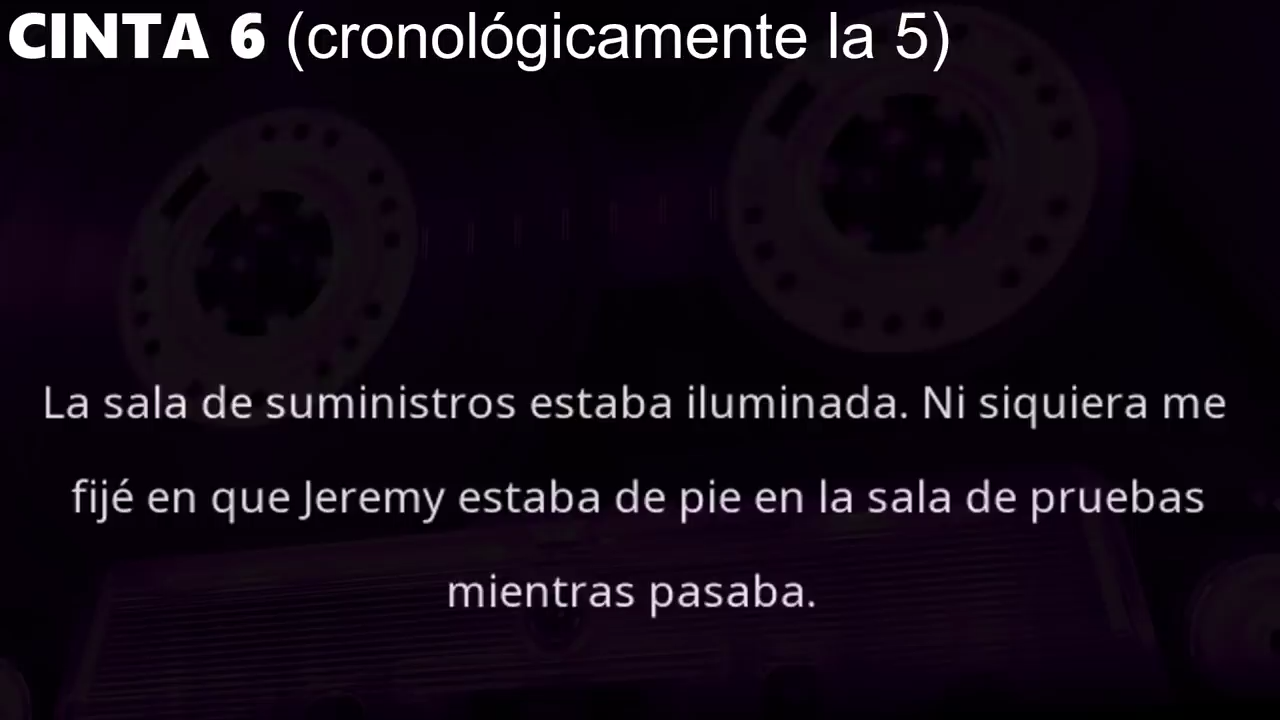 CINTA 6 (cronológicamente la 5)
La sala de suministros estaba iluminada. Ni siquiera me
fijé en que Jeremy estaba de pie en la sala de pruebas
mientras pasaba.